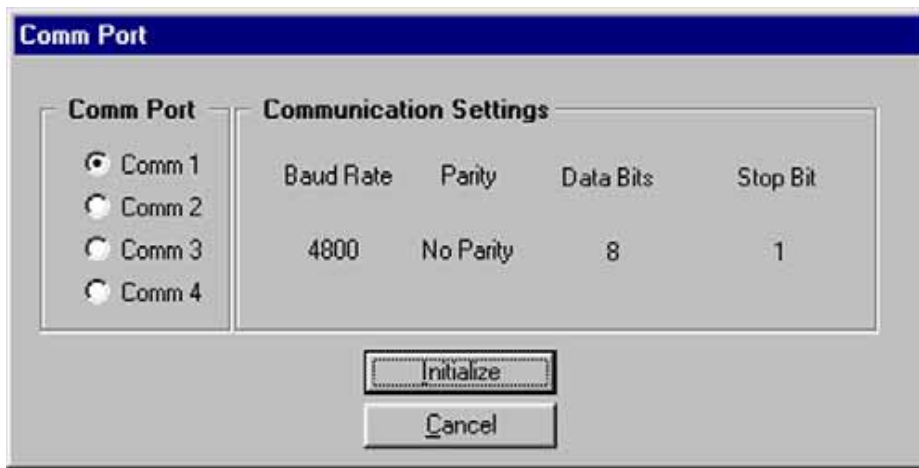 Comm Port
Comm Port
Comm 1
Comm 2
Comm 3
Comm 4
Communication Settings
Baud Rate Parity Data Bits Stop Bit
4800 No Parity 8 1
Initialize
Cancel